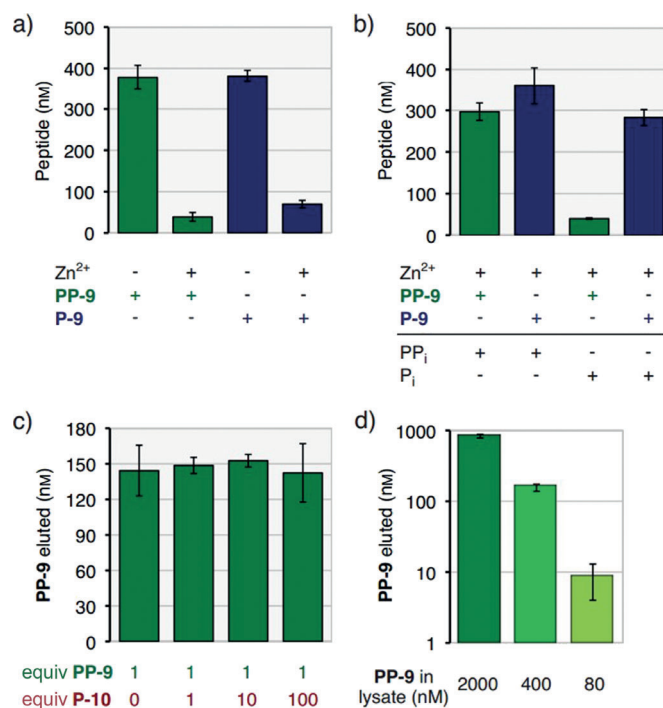 a)
500
400
300
200
100
0
Peptide (nM)
Zn2+ - + - +
PP-9 + + - -
P-9 - - + +
b)
500
400
300
200
100
0
Peptide (nM)
Zn2+ + + + +
PP-9 + - + -
P-9 - + - +
PPi + + - -
Pi - - + +
c)
180
150
120
90
60
30
0
PP-9 eluted (nM)
equiv PP-9 1 1 1 1
equiv P-10 0 1 10 100
d)
1000
100
10
1
PP-9 eluted (nM)
PP-9 in
lysate (nM) 2000 400 80